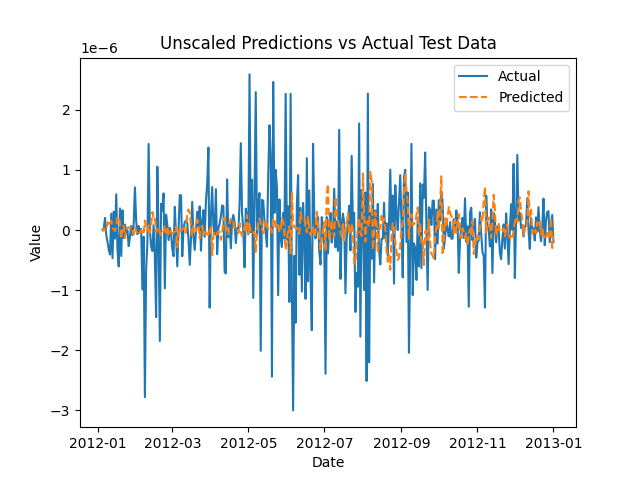 Unscaled Predictions vs Actual Test Data
1e−6
Actual
Predicted
2
1
0
−1
−2
−3
Value
2012-01 2012-03 2012-05 2012-07 2012-09 2012-11 2013-01
Date